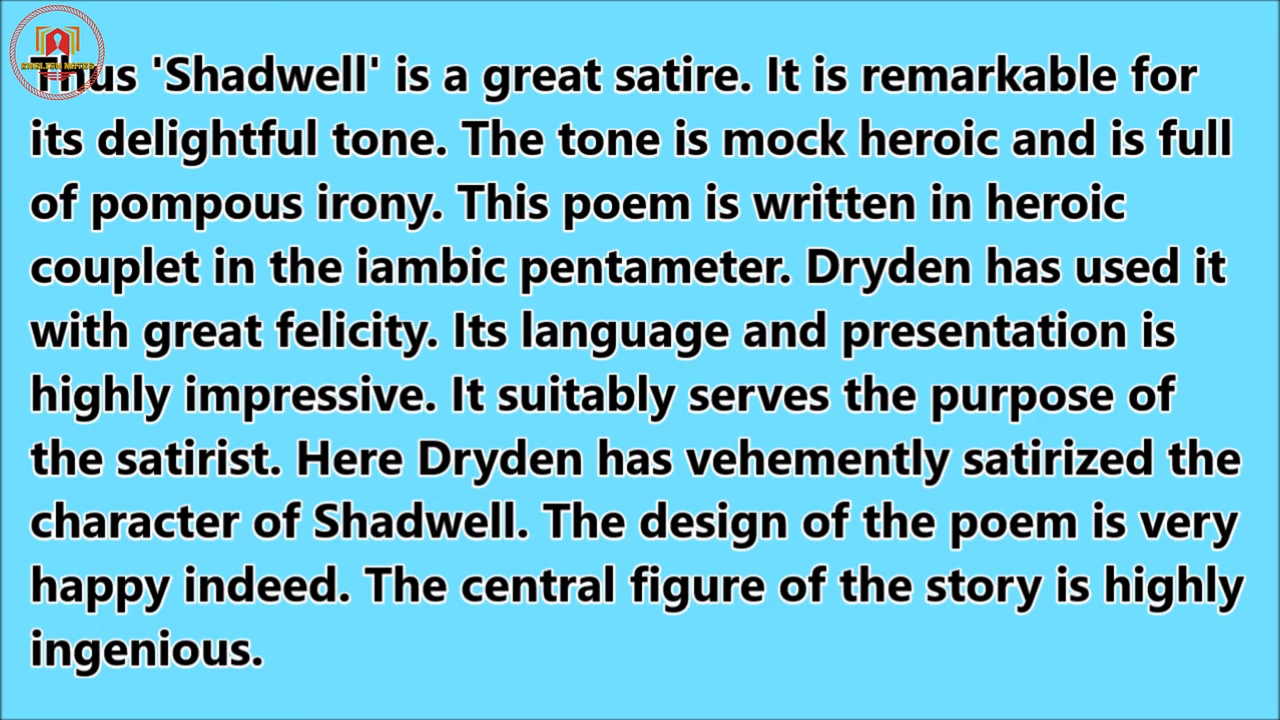 Thus 'Shadwell' is a great satire. It is remarkable for
its delightful tone. The tone is mock heroic and is full
of pompous irony. This poem is written in heroic
couplet in the iambic pentameter. Dryden has used it
with great felicity. Its language and presentation is
highly impressive. It suitably serves the purpose of
the satirist. Here Dryden has vehemently satirized the
character of Shadwell. The design of the poem is very
happy indeed. The central figure of the story is highly
ingenious.